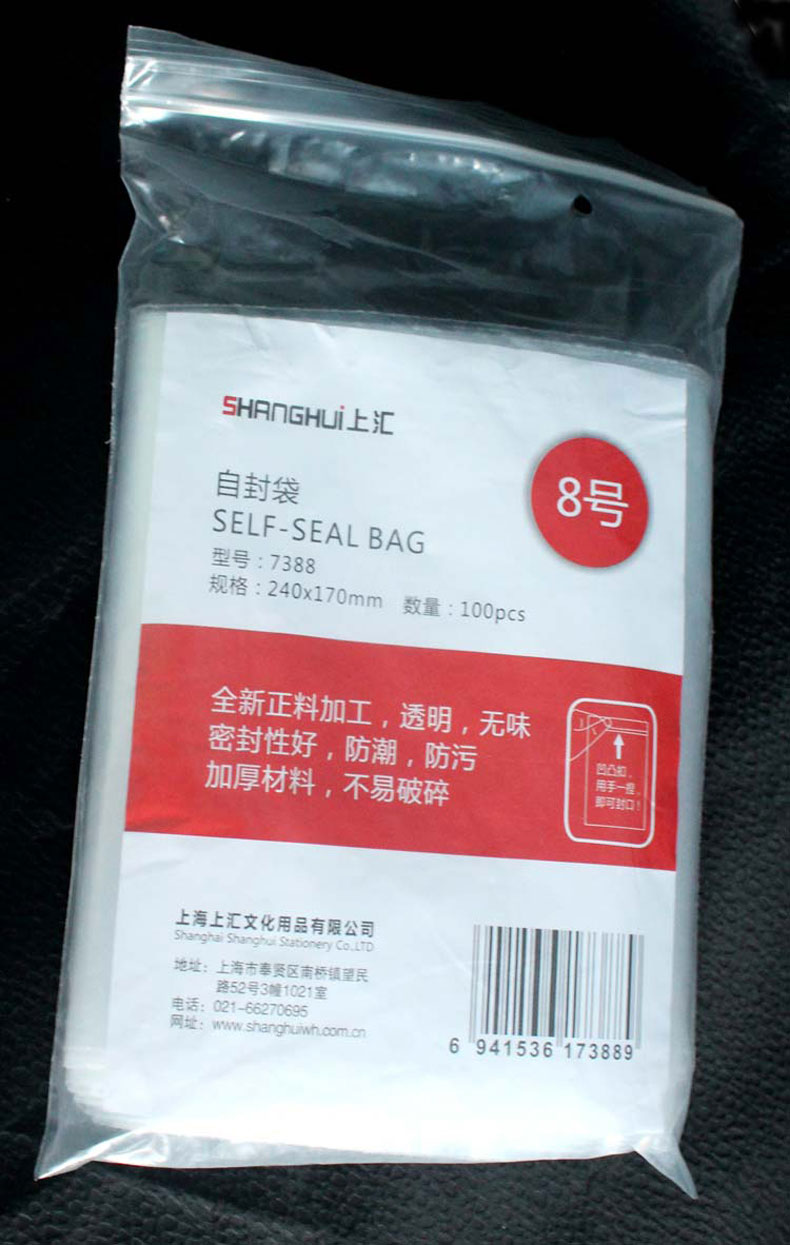 SHANGHUi上汇
8号
自封袋
SELF-SEAL BAG
型号：7388
规格：240x170mm 数量：100pcs
全新正料加工，透明，无味
密封性好，防潮，防污
加厚材料，不易破碎
凹凸扣，
用手一捏，
即可封口！
上海上汇文化用品有限公司
Shanghai Shanghui Stationery Co.,LTD
地址：上海市奉贤区南桥镇望民
路52号3幢1021室
电话：021-66270695
网址：www.shanghuiwh.com.cn
6 941536 173889